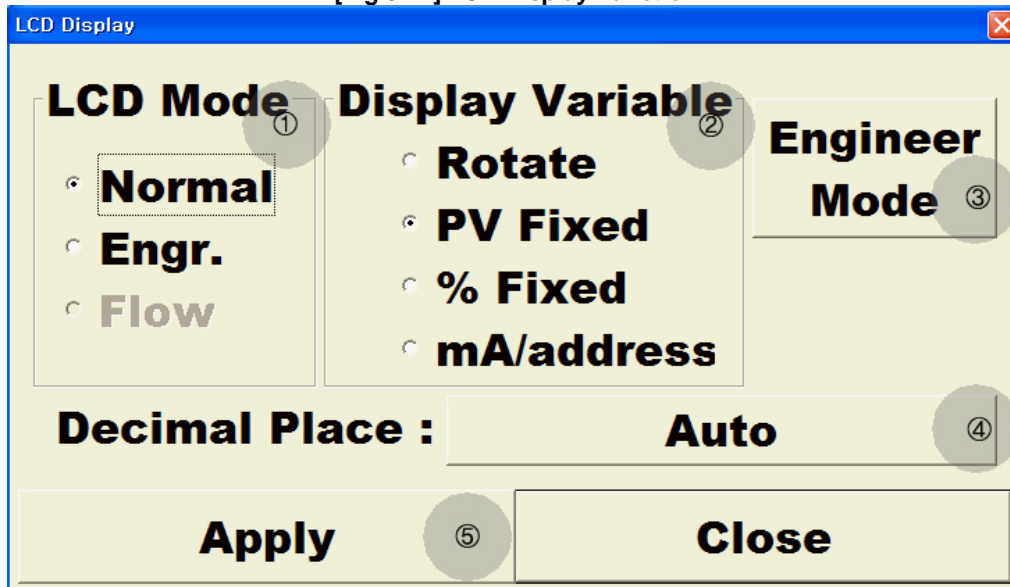 LCD Display
LCD Mode ①
Normal
Engr.
Flow
Display Variable ②
Rotate
PV Fixed
% Fixed
mA/address
Engineer
Mode ③
Decimal Place : Auto ④
Apply ⑤ Close